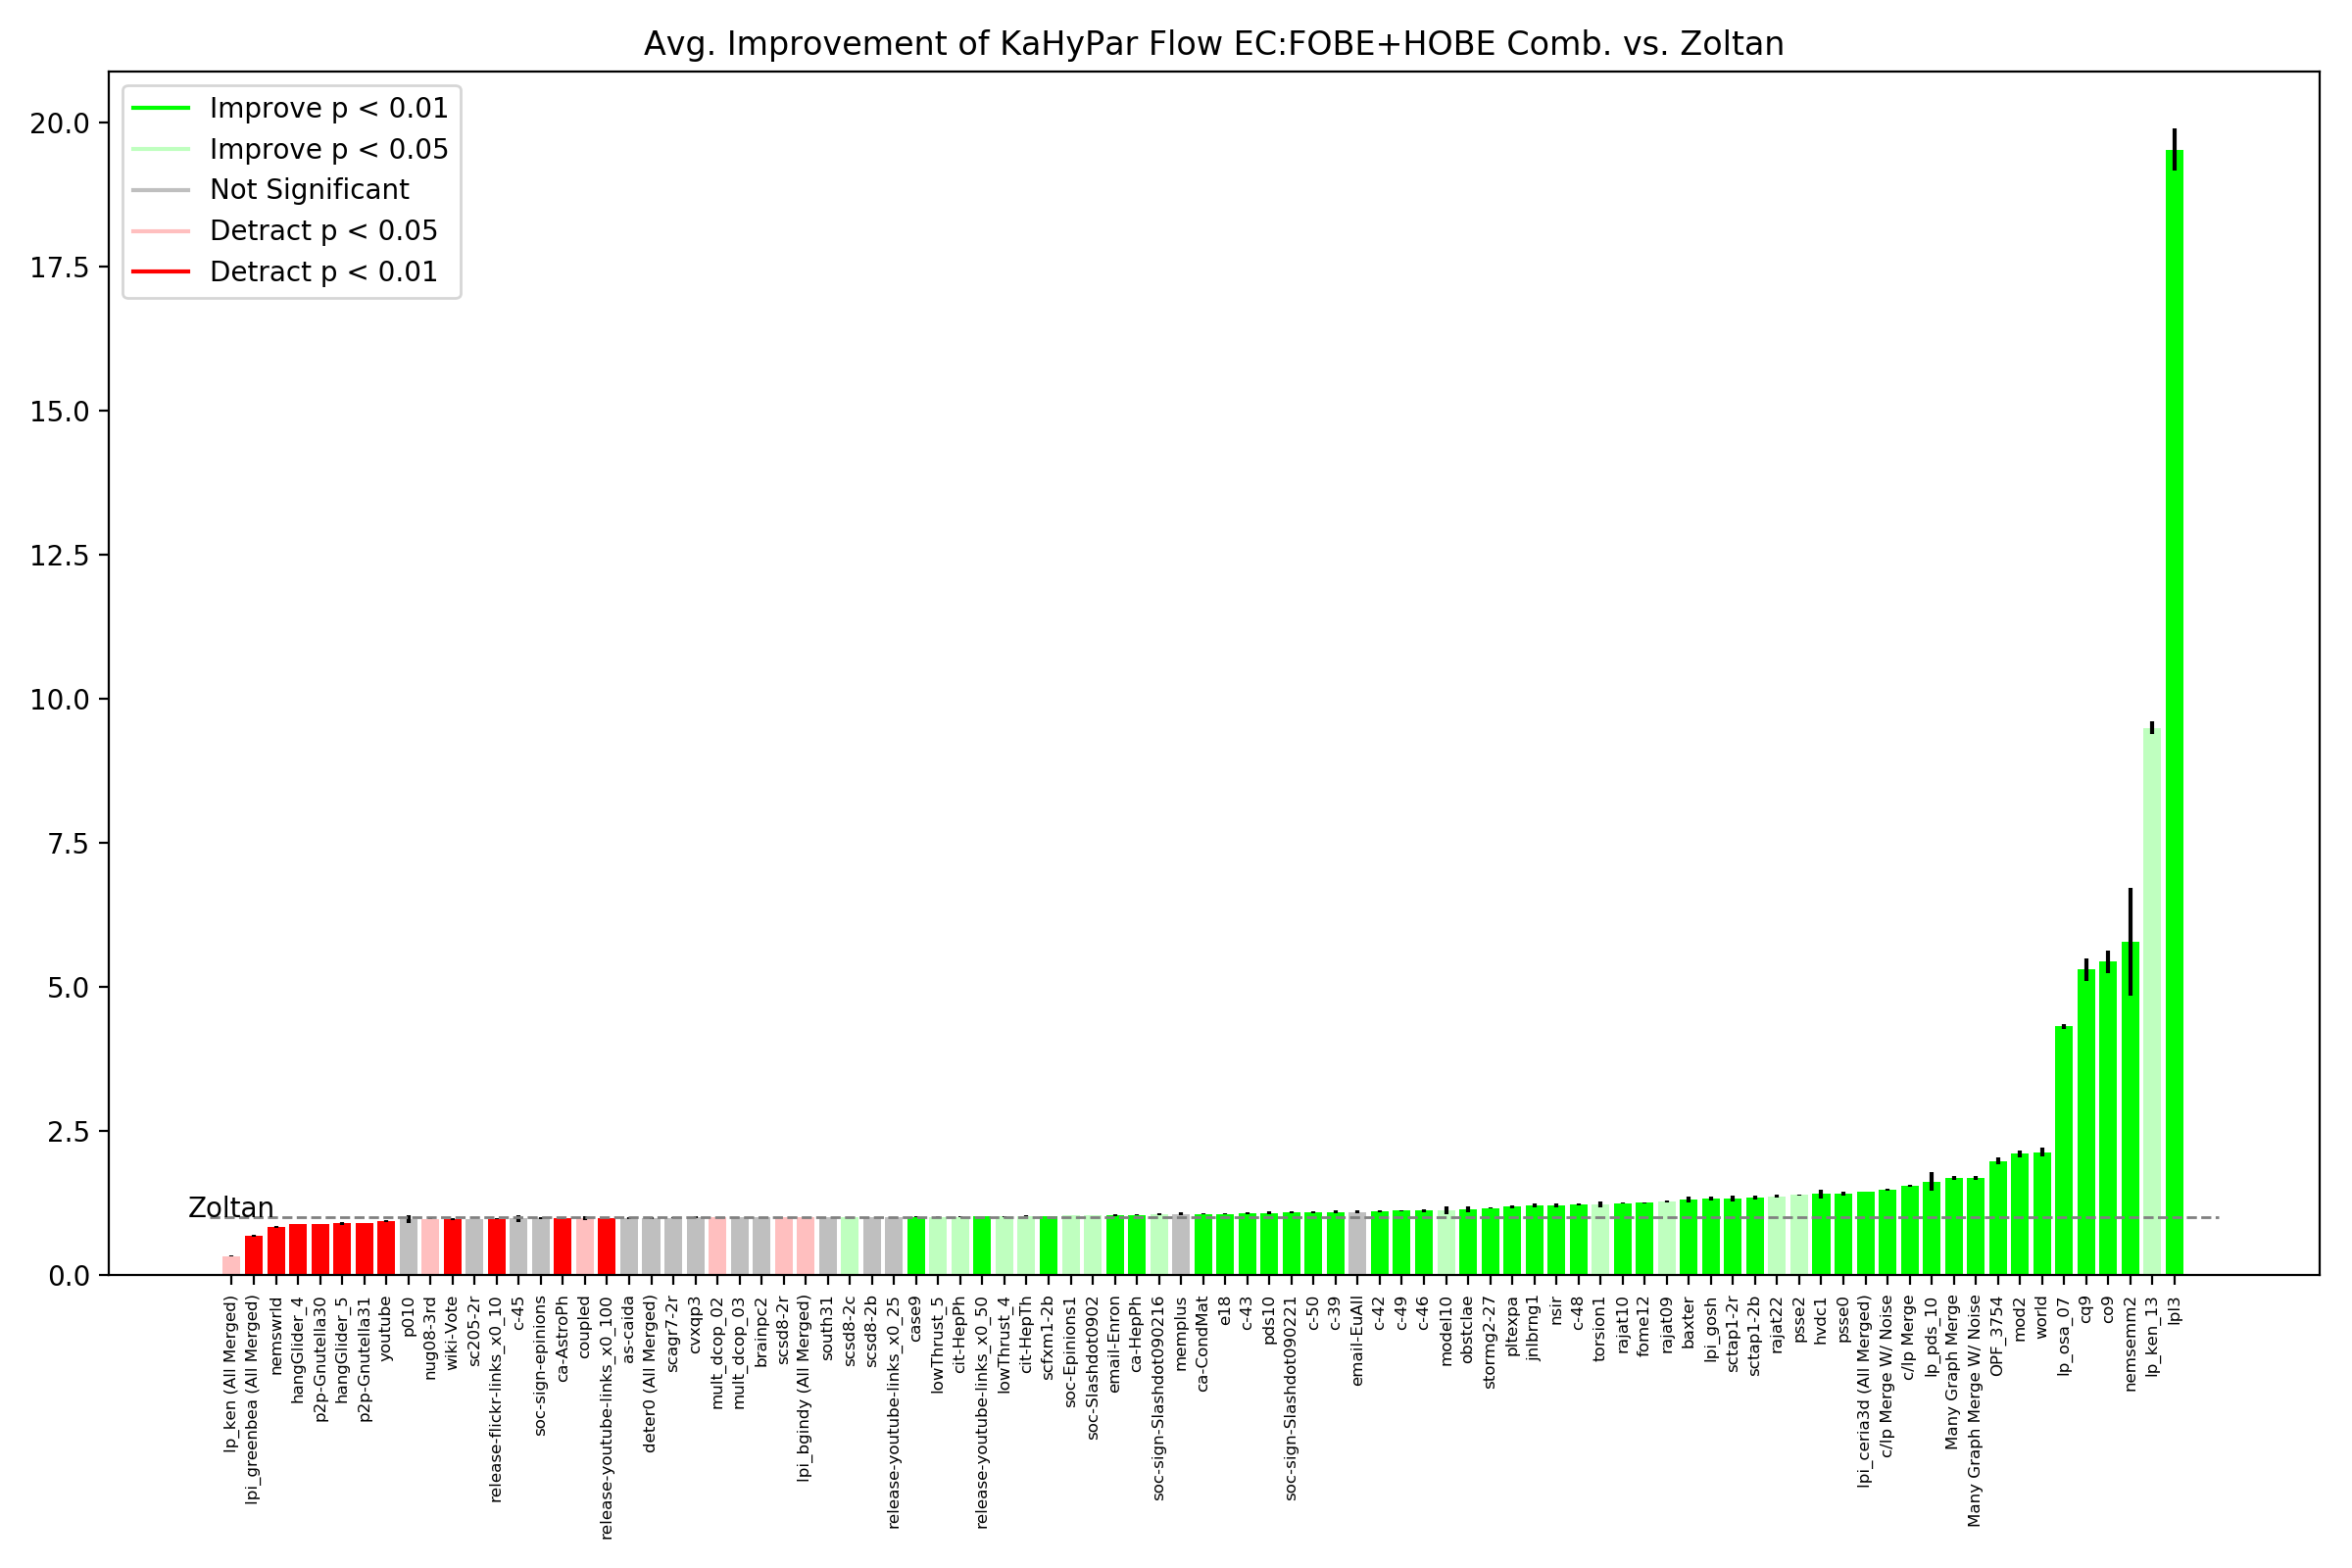 Avg. Improvement of KaHyPar Flow EC:FOBE+HOBE Comb. vs. Zoltan
Improve p < 0.01
Improve p < 0.05
Not Significant
Detract p < 0.05
Detract p < 0.01
20.0
17.5
15.0
12.5
10.0
7.5
5.0
2.5
0.0
Zoltan
lp_ken (All Merged)
lpi_greenbea (All Merged)
nemswrld
hangGlider_4
p2p-Gnutella30
hangGlider_5
p2p-Gnutella31
youtube
p010
nug08-3rd
wiki-Vote
sc205-2r
release-flickr-links_x0_10
c-45
soc-sign-epinions
ca-AstroPh
coupled
release-youtube-links_x0_100
as-caida
deter0 (All Merged)
scagr7-2r
cvxqp3
mult_dcop_02
mult_dcop_03
brainpc2
scsd8-2r
lpi_bgindy (All Merged)
south31
scsd8-2c
scsd8-2b
release-youtube-links_x0_25
case9
lowThrust_5
cit-HepPh
release-youtube-links_x0_50
lowThrust_4
cit-HepTh
scfxm1-2b
soc-Epinions1
soc-Slashdot0902
email-Enron
ca-HepPh
soc-sign-Slashdot090216
memplus
ca-CondMat
e18
c-43
pds10
soc-sign-Slashdot090221
c-50
c-39
email-EuAll
c-42
c-49
c-46
model10
obstclae
stormg2-27
pltexpa
jnlbrng1
nsir
c-48
torsion1
rajat10
fome12
rajat09
baxter
lpi_gosh
sctap1-2r
sctap1-2b
rajat22
psse2
hvdc1
psse0
lpi_ceria3d (All Merged)
c/lp Merge W/ Noise
c/lp Merge
lp_pds_10
Many Graph Merge
Many Graph Merge W/ Noise
OPF_3754
mod2
world
lp_osa_07
cq9
co9
nemsemm2
lp_ken_13
lpl3